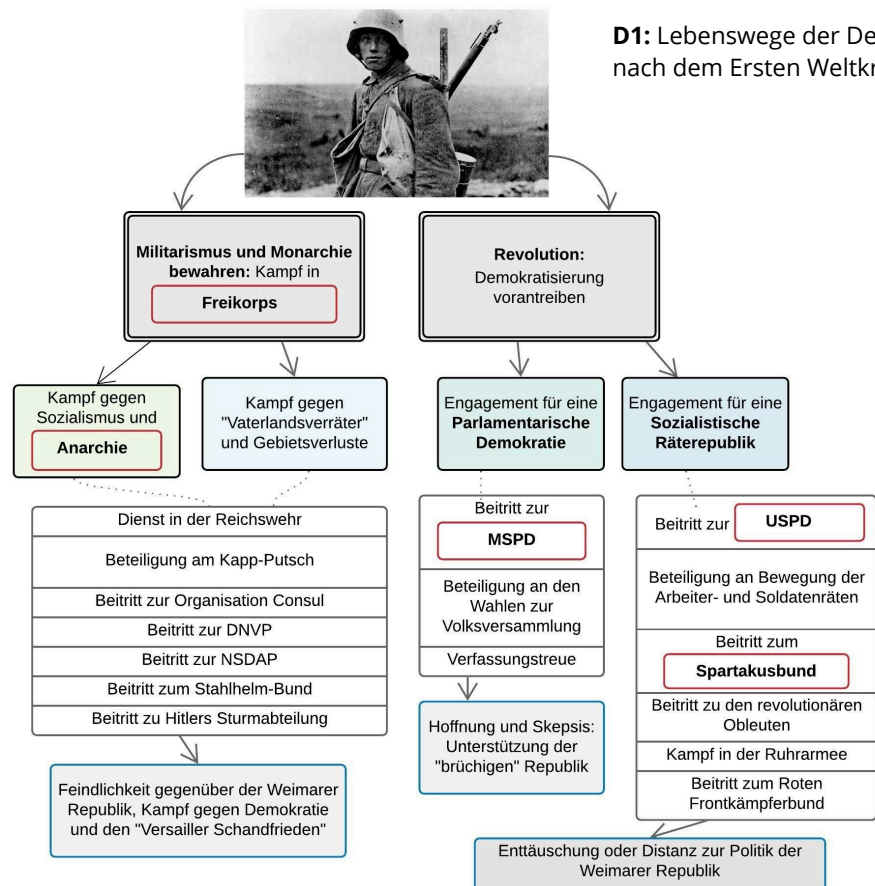 D1: Lebenswege der
nach dem Ersten
Militarismus und Monarchie
bewahren: Kampf in
Freikorps
Revolution:
Demokratisierung
vorantreiben
Kampf gegen
Sozialismus und
Anarchie
Kampf gegen
"Vaterlandsverräter"
und Gebietsverluste
Engagement für eine
Parlamentarische
Demokratie
Engagement für eine
Sozialistische
Räterepublik
Dienst in der Reichswehr
Beteiligung am Kapp-Putsch
Beitritt zur Organisation Consul
Beitritt zur DNVP
Beitritt zur NSDAP
Beitritt zum Stahlhelm-Bund
Beitritt zu Hitlers Sturmabteilung
Feindlichkeit gegenüber der Weimarer
Republik, Kampf gegen Demokratie
und den "Versailler Schandfrieden"
Beitritt zur
MSPD
Beteiligung an den
Wahlen zur
Volksversammlung
Verfassungstreue
Hoffnung und Skepsis:
Unterstützung der
"brüchigen" Republik
Beitritt zur USPD
Beteiligung an Bewegung der
Arbeiter- und Soldatenräten
Beitritt zum
Spartakusbund
Beitritt zu den revolutionären
Obleuten
Kampf in der Ruhrarmee
Beitritt zum Roten
Frontkämpferbund
Enttäuschung oder Distanz zur Politik der
Weimarer Republik